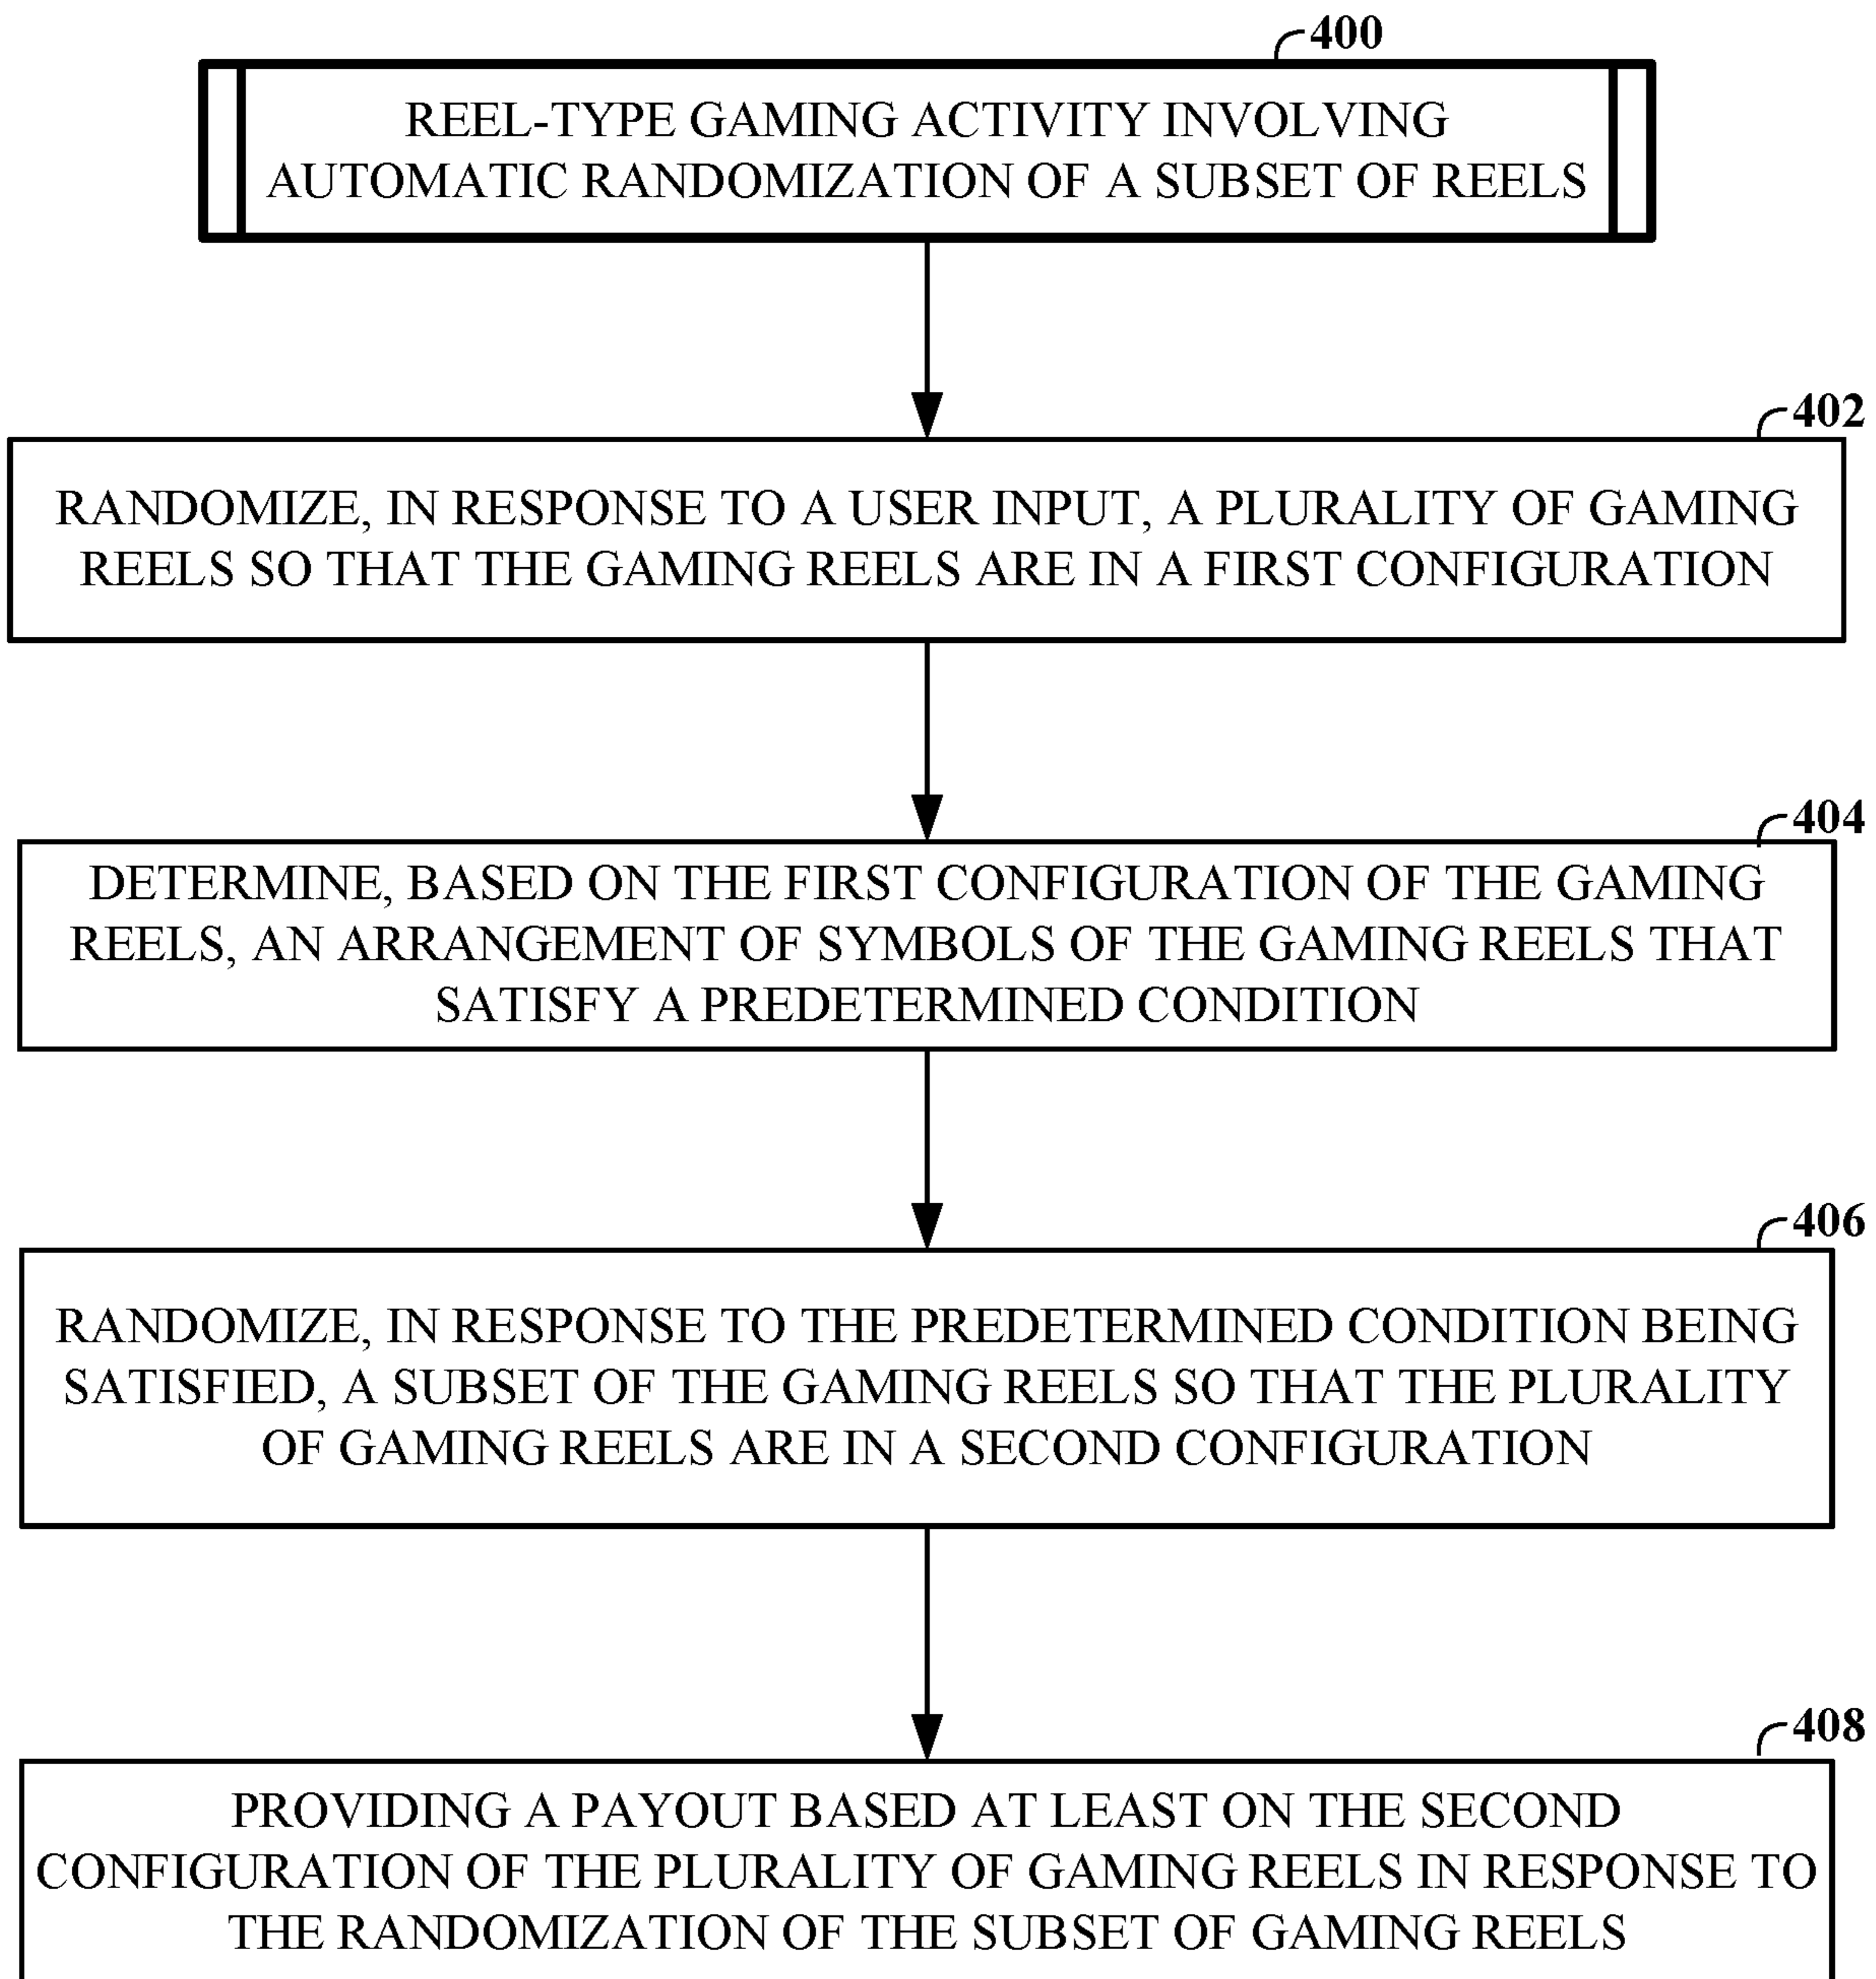 400
REEL-TYPE GAMING ACTIVITY INVOLVING
AUTOMATIC RANDOMIZATION OF A SUBSET OF REELS
402
RANDOMIZE, IN RESPONSE TO A USER INPUT, A PLURALITY OF GAMING
REELS SO THAT THE GAMING REELS ARE IN A FIRST CONFIGURATION
404
DETERMINE, BASED ON THE FIRST CONFIGURATION OF THE GAMING
REELS, AN ARRANGEMENT OF SYMBOLS OF THE GAMING REELS THAT
SATISFY A PREDETERMINED CONDITION
406
RANDOMIZE, IN RESPONSE TO THE PREDETERMINED CONDITION BEING
SATISFIED, A SUBSET OF THE GAMING REELS SO THAT THE PLURALITY
OF GAMING REELS ARE IN A SECOND CONFIGURATION
408
PROVIDING A PAYOUT BASED AT LEAST ON THE SECOND
CONFIGURATION OF THE PLURALITY OF GAMING REELS IN RESPONSE TO
THE RANDOMIZATION OF THE SUBSET OF GAMING REELS